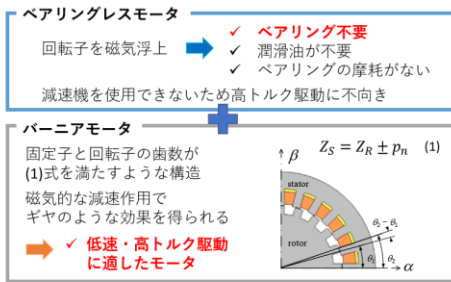 ベアリングレスモータ
回転子を磁気浮上
✓ ベアリング不要
✓ 潤滑油が不要
✓ ベアリングの摩耗がない
減速機を使用できないため高トルク駆動に不向き
バーニアモータ
固定子と回転子の歯数が
(1)式を満たすような構造
磁気的な減速作用で
ギヤのような効果を得られる
✓ 低速・高トルク駆動
に適したモータ
Z_S = Z_R ± p_n (1)
β
stator
rotor
θ₂ − θ₁
θ₁
θ₂
α